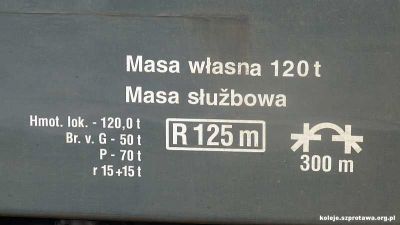 Masa własna 120 t
Masa służbowa
Hmot. lok. - 120,0 t
Br. v. G - 50 t
P - 70 t
r 15+15 t
R 125 m
300 m
koleje.szprotawa.org.pl